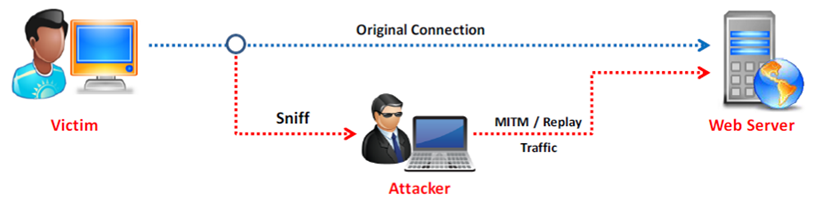 Original Connection
Victim
Sniff
MITM / Replay
Traffic
Web Server
Attacker